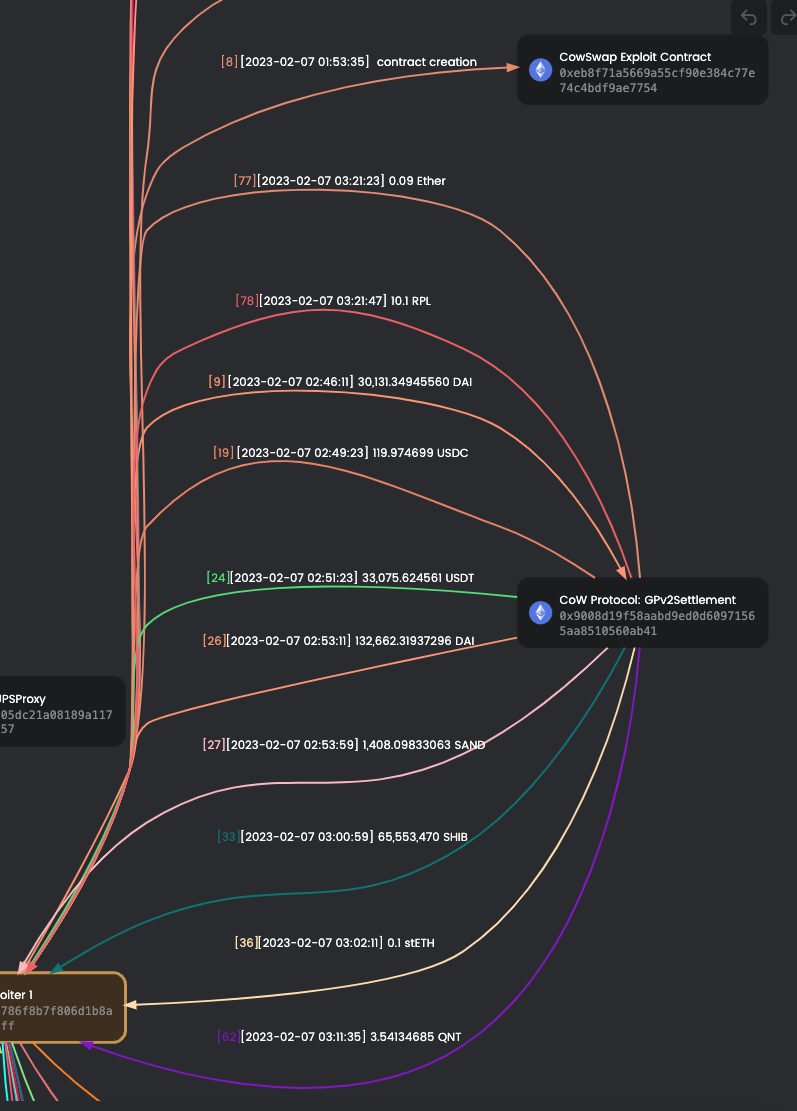 [8] [2023-02-07 01:53:35] contract creation
CowSwap Exploit Contract
0xeb8f71a5669a55cf90e384c77e
74c4bdf9ae7754
[77][2023-02-07 03:21:23] 0.09 Ether
[78][2023-02-07 03:21:47] 10.1 RPL
[9] [2023-02-07 02:46:11] 30,131.34945560 DAI
[19] [2023-02-07 02:49:23] 119.974699 USDC
[24][2023-02-07 02:51:23] 33,075.624561 USDT
CoW Protocol: GPv2Settlement
0x9008d19f58aabd9ed0d6097156
5aa8510560ab41
[26][2023-02-07 02:53:11] 132,662.31937296 DAI
JPSProxy
05dc21a08189a117
57
[27][2023-02-07 02:53:59] 1,408.09833063 SAND
[33][2023-02-07 03:00:59] 65,553,470 SHIB
[36][2023-02-07 03:02:11] 0.1 stETH
oiter 1
786f8b7f806d1b8a
ff
[62][2023-02-07 03:11:35] 3.54134685 QNT